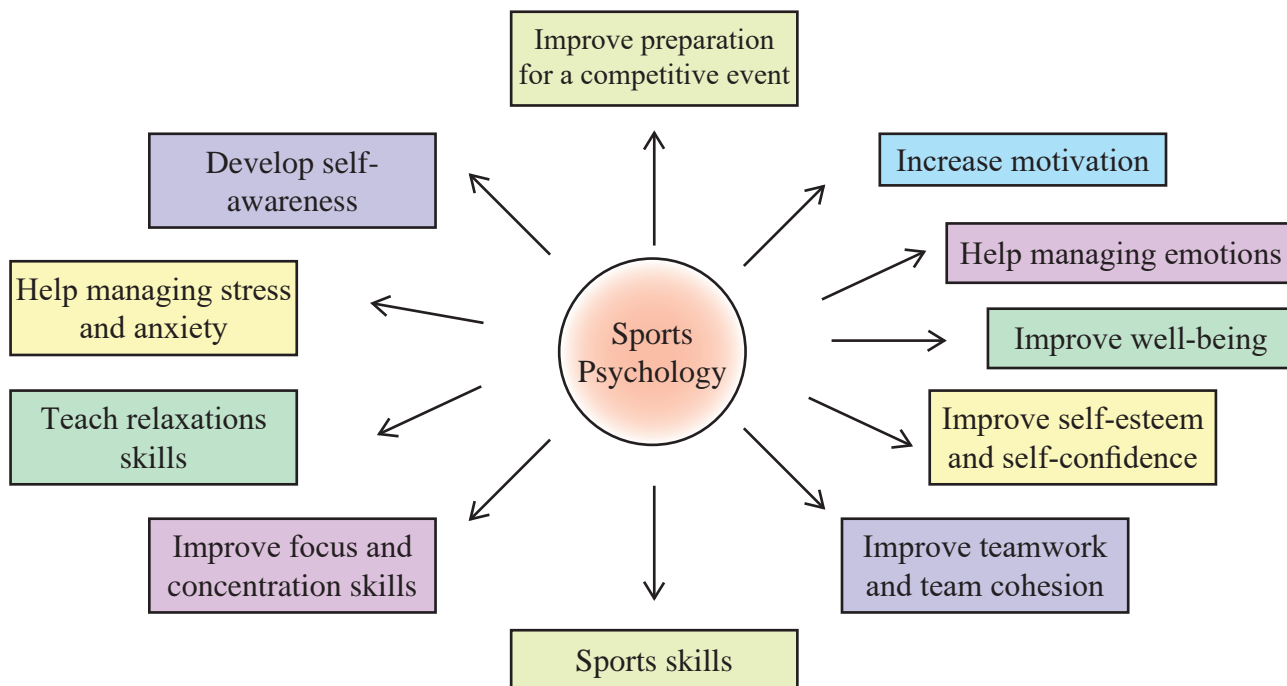 Improve preparation
for a competitive event
Develop self-
awareness
Increase motivation
Help managing emotions
Help managing stress
and anxiety
Sports
Psychology
Improve well-being
Teach relaxations
skills
Improve self-esteem
and self-confidence
Improve focus and
concentration skills
Improve teamwork
and team cohesion
Sports skills